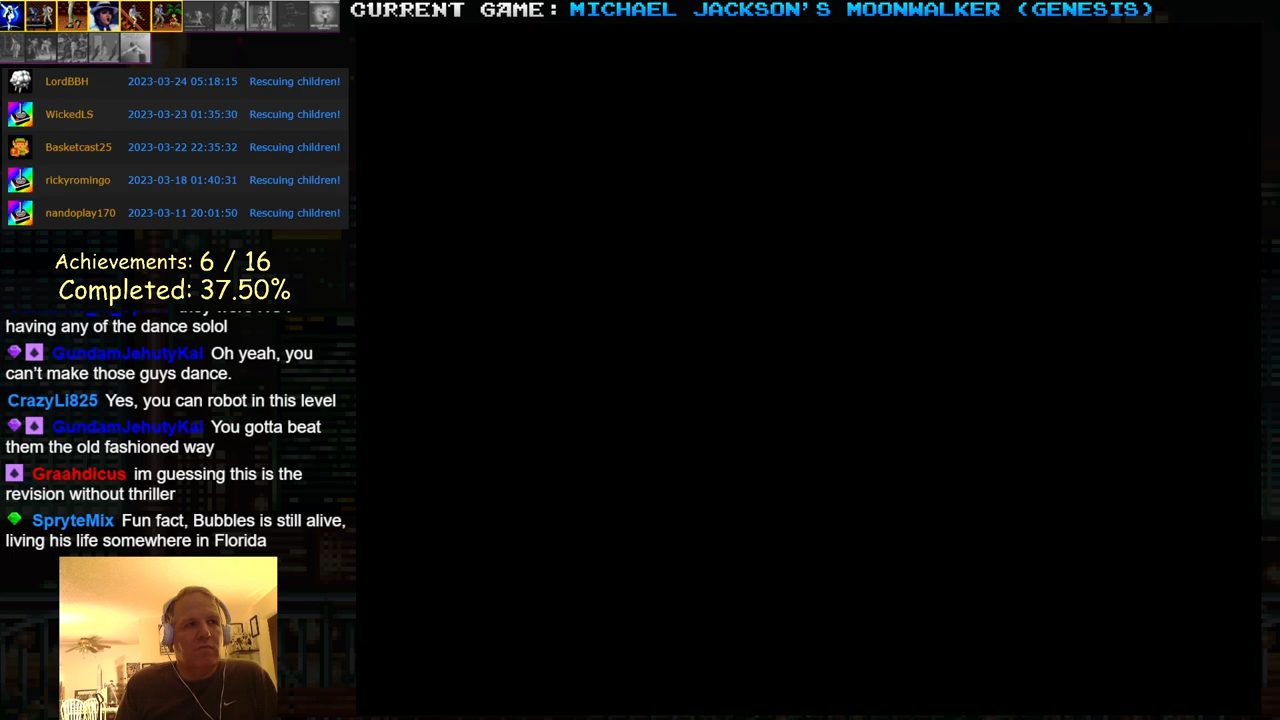 CURRENT GAME: MICHAEL JACKSON'S MOONWALKER (GENESIS)
LordBBH 2023-03-24 05:18:15 Rescuing children!
WickedLS 2023-03-23 01:35:30 Rescuing children!
Basketcast25 2023-03-22 22:35:32 Rescuing children!
rickyromingo 2023-03-18 01:40:31 Rescuing children!
nandoplay170 2023-03-11 20:01:50 Rescuing children!
Achievements: 6 / 16
Completed: 37.50%
having any of the dance solol
GundamJehutyKai Oh yeah, you
can't make those guys dance.
CrazyLi825 Yes, you can robot in this level
GundamJehutyKai You gotta beat
them the old fashioned way
Graahdicus im guessing this is the
revision without thriller
SpryteMix Fun fact, Bubbles is still alive,
living his life somewhere in Florida